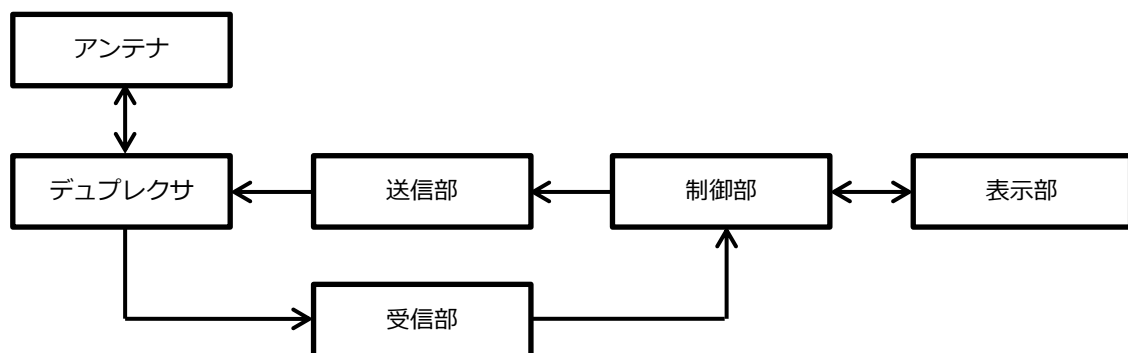 アンテナ
デュプレクサ
送信部
制御部
表示部
受信部